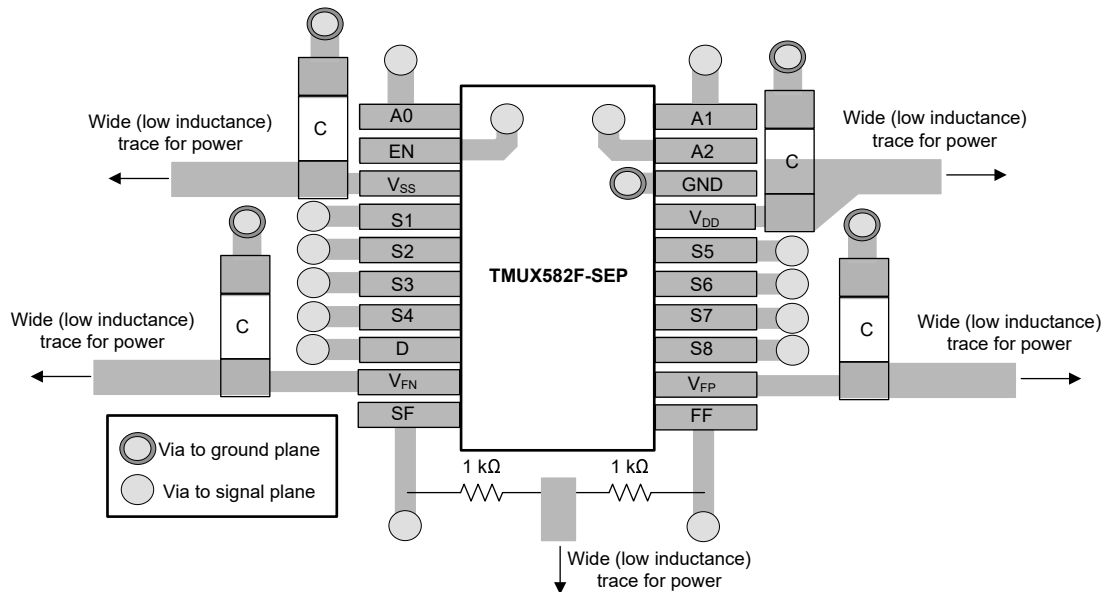 Wide (low inductance)
trace for power
C
A0
EN
VSS
S1
S2
S3
S4
D
VFN
SF
C
Wide (low inductance)
trace for power
TMUX582F-SEP
A1
A2
GND
VDD
S5
S6
S7
S8
VFP
FF
C
Wide (low inductance)
trace for power
C
Wide (low inductance)
trace for power
Via to ground plane
Via to signal plane
1 kΩ
1 kΩ
Wide (low inductance)
trace for power